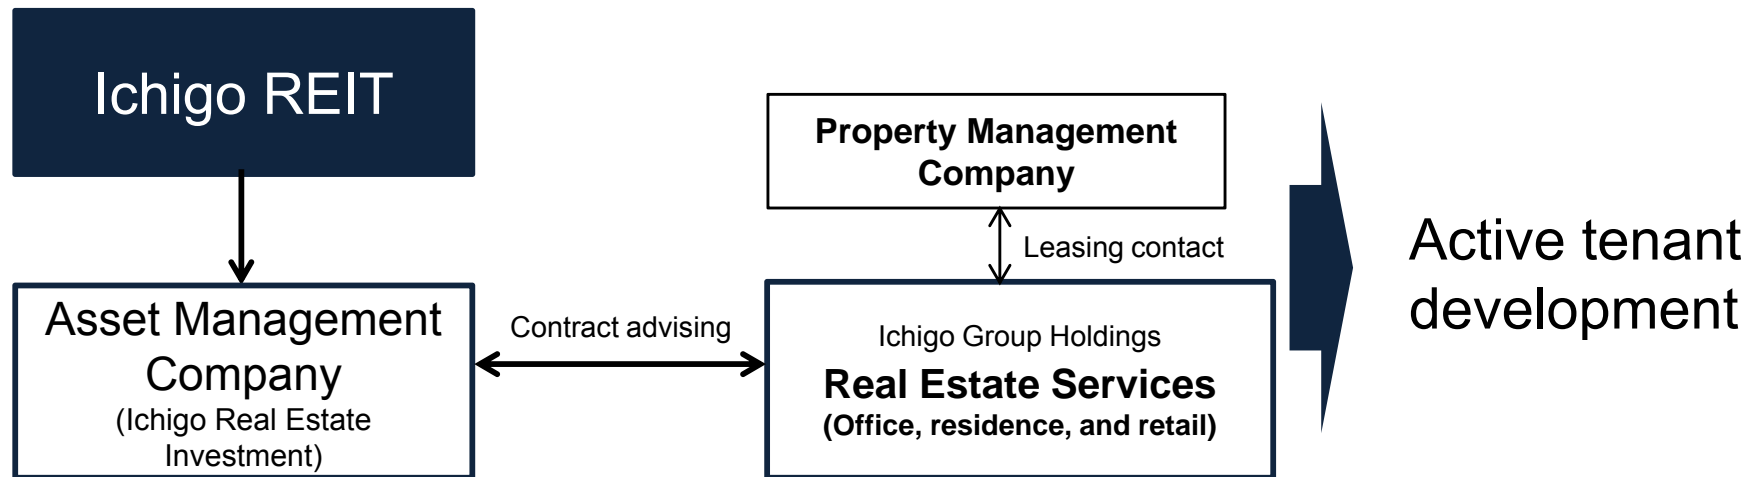 Ichigo REIT
Property Management
Company
Leasing contact
Active tenant
development
Asset Management
Company
(Ichigo Real Estate
Investment)
Contract advising
Ichigo Group Holdings
Real Estate Services
(Office, residence, and retail)